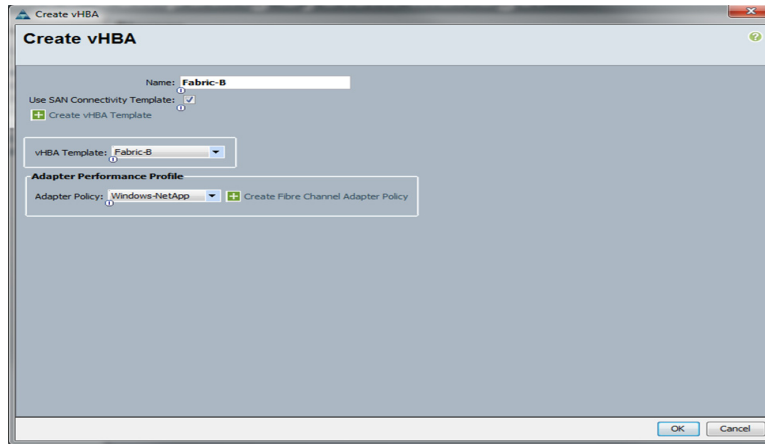 Create vHBA
Create vHBA
Name: Fabric-B
Use SAN Connectivity Template:
Create vHBA Template
vHBA Template: Fabric-B
Adapter Performance Profile
Adapter Policy: Windows-NetApp Create Fibre Channel Adapter Policy
OK Cancel